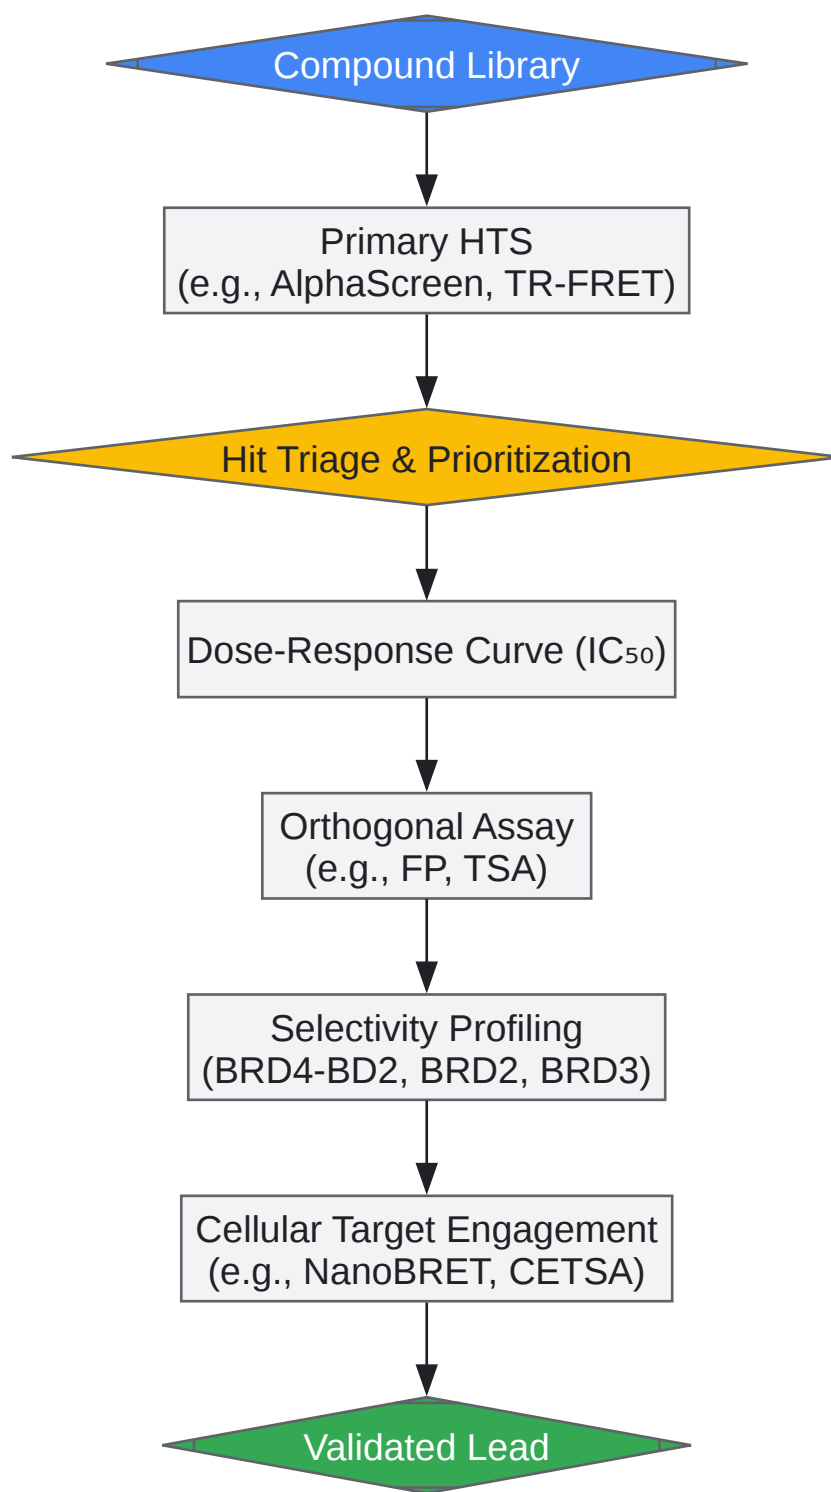 Compound Library
Primary HTS
(e.g., AlphaScreen, TR-FRET)
Hit Triage & Prioritization
Dose-Response Curve (IC₅₀)
Orthogonal Assay
(e.g., FP, TSA)
Selectivity Profiling
(BRD4-BD2, BRD2, BRD3)
Cellular Target Engagement
(e.g., NanoBRET, CETSA)
Validated Lead